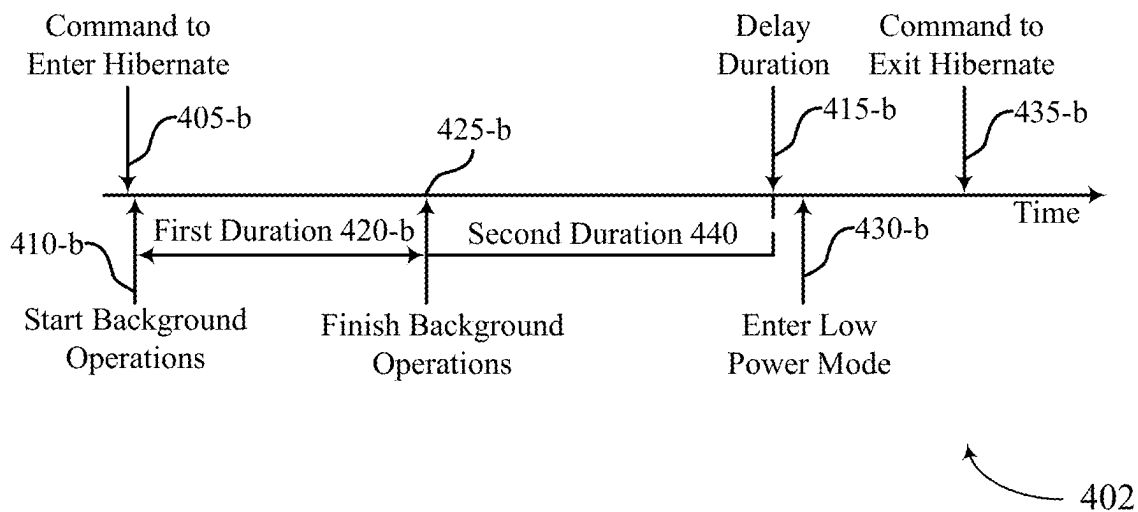 Command to
Enter Hibernate
Delay
Duration
Command to
Exit Hibernate
405-b
425-b
415-b
435-b
Time
410-b
First Duration 420-b
Second Duration 440
430-b
Start Background
Operations
Finish Background
Operations
Enter Low
Power Mode
402